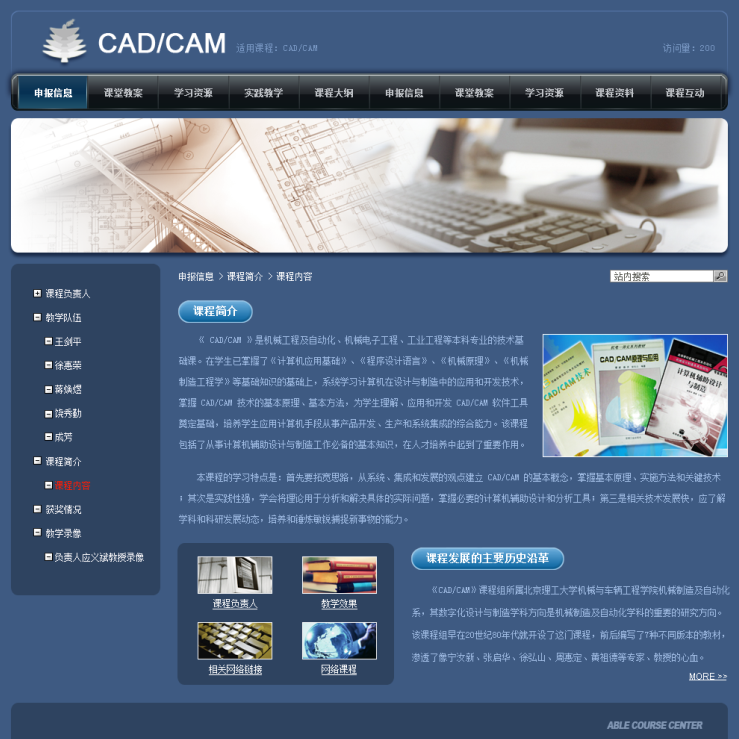 CAD/CAM
适用课程：CAD/CAM
访问量：200
申报信息 课堂教案 学习资源 实践教学 课程大纲 申报信息 课堂教案 学习资源 课程资料 课程互动
申报信息 > 课程简介 > 课程内容
站内搜索
课程负责人
教学队伍
王剑平
徐惠荣
蒋焕煜
饶秀勤
成芳
课程简介
课程内容
获奖情况
教学录像
负责人应义斌教授录像
课程简介
《 CAD/CAM 》是机械工程及自动化、机械电子工程、工业工程等本科专业的技术基
础课。在学生已掌握了《计算机应用基础》、《程序设计语言》、《机械原理》、《机械
制造工程学》等基础知识的基础上，系统学习计算机在设计与制造中的应用和开发技术，
掌握 CAD/CAM 技术的基本原理、基本方法，为学生理解、应用和开发 CAD/CAM 软件工具
奠定基础，培养学生应用计算机手段从事产品开发、生产和系统集成的综合能力。该课程
包括了从事计算机辅助设计与制造工作必备的基本知识，在人才培养中起到了重要作用。
CAD/CAM技术
CAD/CAM原理与应用
计算机辅助设计
与制造
本课程的学习特点是：首先要拓宽思路，从系统、集成和发展的观点建立 CAD/CAM 的基本概念，掌握基本原理、实施方法和关键技术
；其次是实践性强，学会将理论用于分析和解决具体的实际问题，掌握必要的计算机辅助设计和分析工具；第三是相关技术发展快，应了解
学科和科研发展动态，培养和锤炼敏锐捕捉新事物的能力。
课程负责人
教学效果
相关网络链接
网络课程
课程发展的主要历史沿革
《CAD/CAM》课程组所属北京理工大学机械与车辆工程学院机械制造及自动化
系，其数字化设计与制造学科方向是机械制造及自动化学科的重要的研究方向。
该课程组早在20世纪80年代就开设了这门课程，前后编写了7种不同版本的教材，
渗透了像宁汝新、张启华、徐弘山、周惠定、黄祖德等专家、教授的心血。
MORE >>
ABLE COURSE CENTER